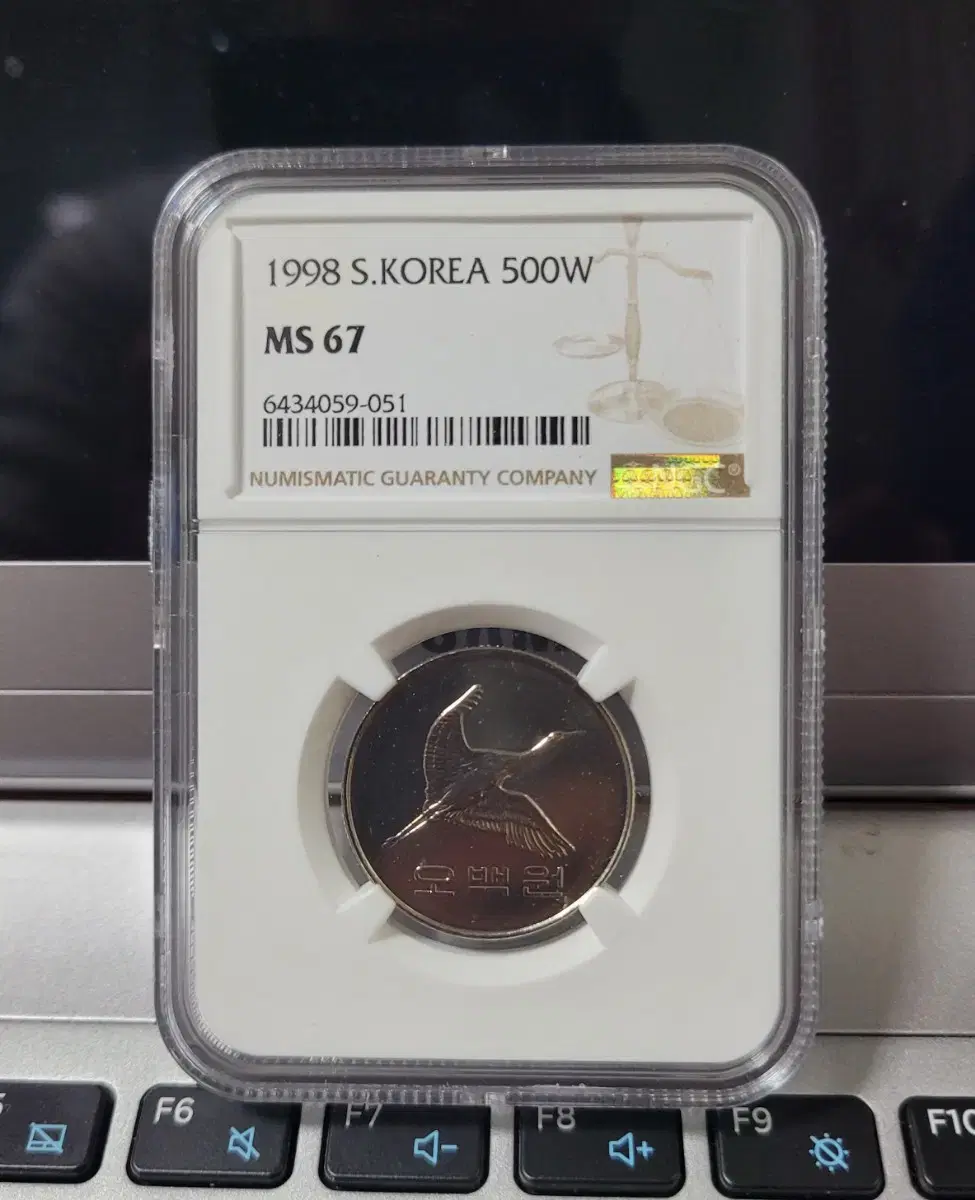 1998 S.KOREA 500W
MS 67
6434059-051
NUMISMATIC GUARANTY COMPANY
오백원
F6
F7
F8
F9
F10